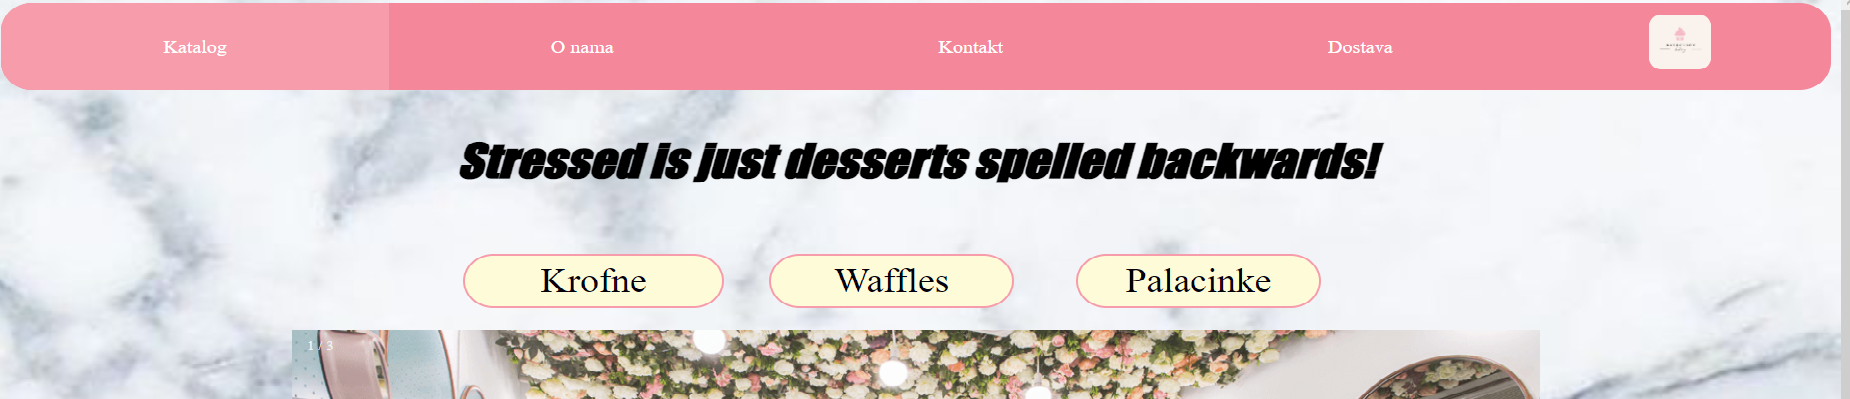 Katalog O nama Kontakt Dostava
Stressed is just desserts spelled backwards!
Krofne Waffles Palacinke
1 / 3